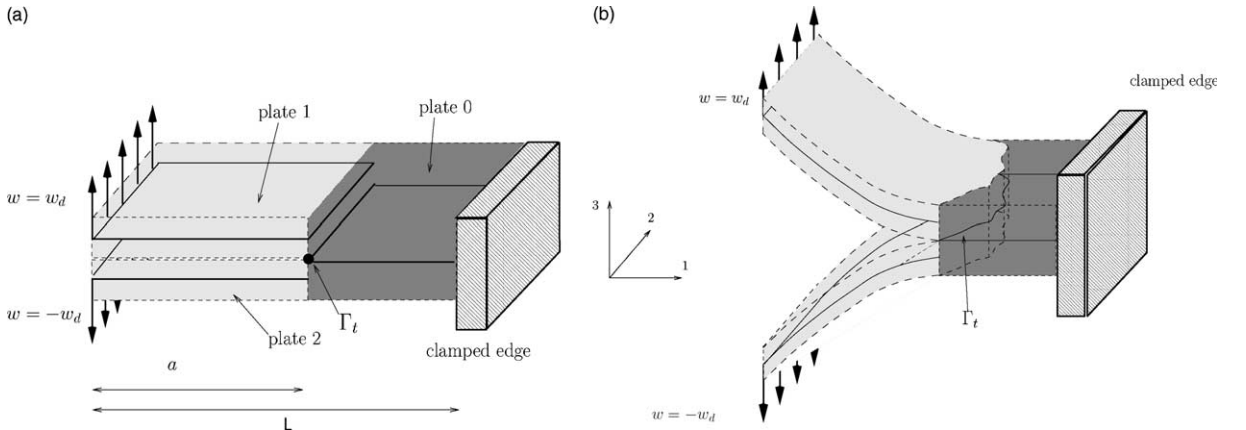 (a)
plate 1
plate 0
w = w_d
w = −w_d
plate 2
Γ_t
clamped edge
a
L
(b)
clamped edge
w = w_d
3
2
1
Γ_t
w = −w_d